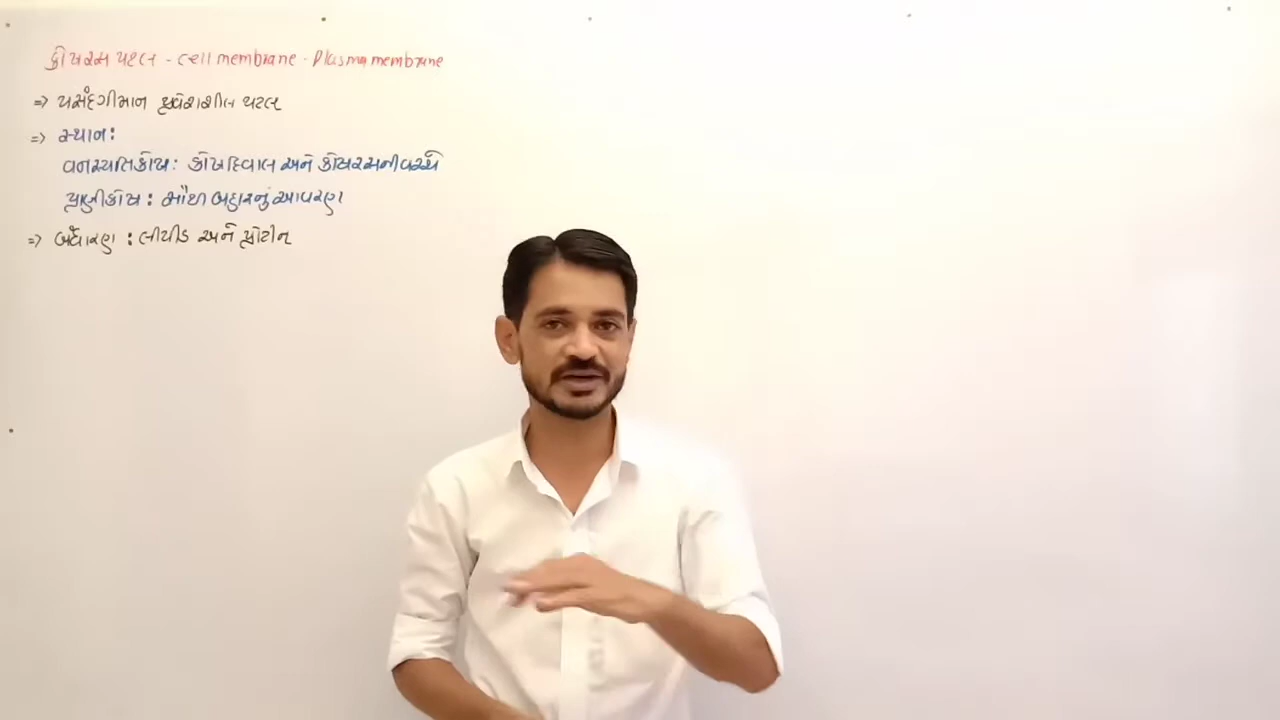 કોષરસ પટલ - cell membrane - Plasma membrane
=> પસંદગીમાન પ્રવેશશીલ પટલ
=> સ્થાન:
વનસ્પતિકોષ: કોષદિવાલ અને કોષરસની વચ્ચે
પ્રાણીકોષ: સૌથી બહારનું આવરણ
=> બંધારણ : લીપીડ અને પ્રોટીન